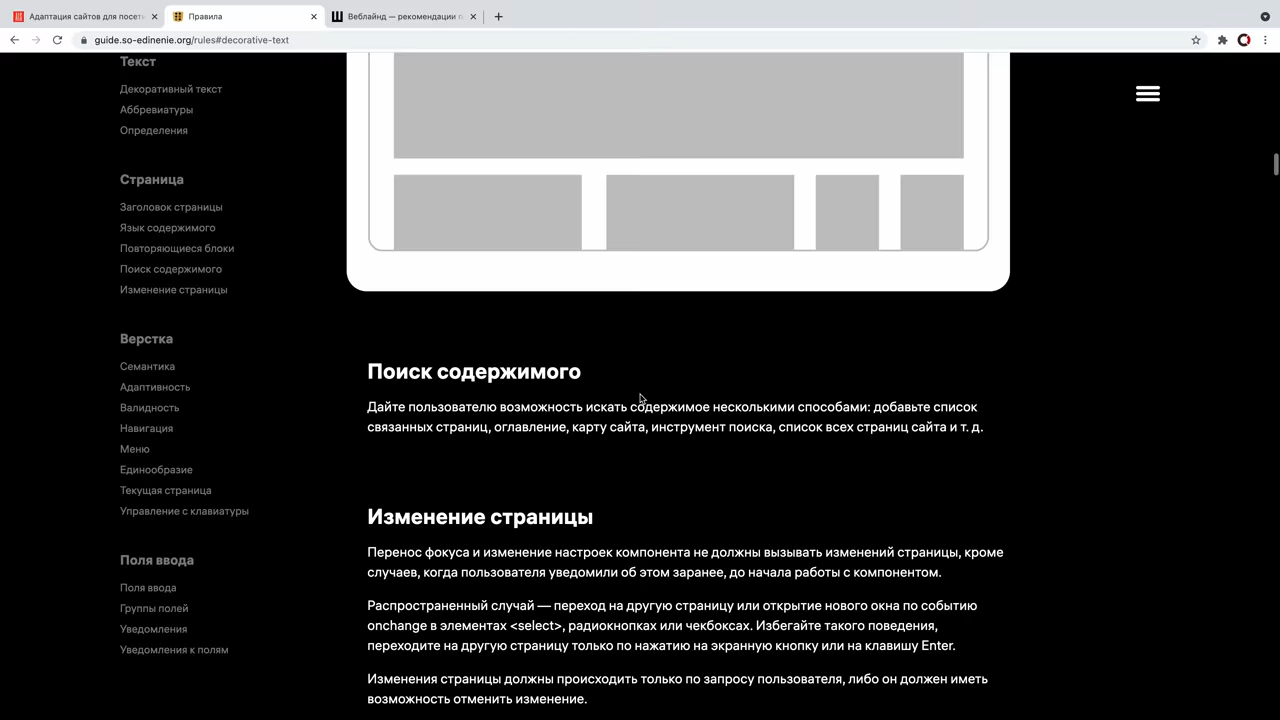 Адаптация сайтов для посет
Правила
Веблайнд — рекомендации п
guide.so-edinenie.org/rules#decorative-text
Текст
Декоративный текст
Аббревиатуры
Определения
Страница
Заголовок страницы
Язык содержимого
Повторяющиеся блоки
Поиск содержимого
Изменение страницы
Верстка
Семантика
Адаптивность
Валидность
Навигация
Меню
Единообразие
Текущая страница
Управление с клавиатуры
Поля ввода
Поля ввода
Группы полей
Уведомления
Уведомления к полям
Поиск содержимого
Дайте пользователю возможность искать содержимое несколькими способами: добавьте список
связанных страниц, оглавление, карту сайта, инструмент поиска, список всех страниц сайта и т. д.
Изменение страницы
Перенос фокуса и изменение настроек компонента не должны вызывать изменений страницы, кроме
случаев, когда пользователя уведомили об этом заранее, до начала работы с компонентом.
Распространенный случай — переход на другую страницу или открытие нового окна по событию
onchange в элементах <select>, радиокнопках или чекбоксах. Избегайте такого поведения,
переходите на другую страницу только по нажатию на экранную кнопку или на клавишу Enter.
Изменения страницы должны происходить только по запросу пользователя, либо он должен иметь
возможность отменить изменение.